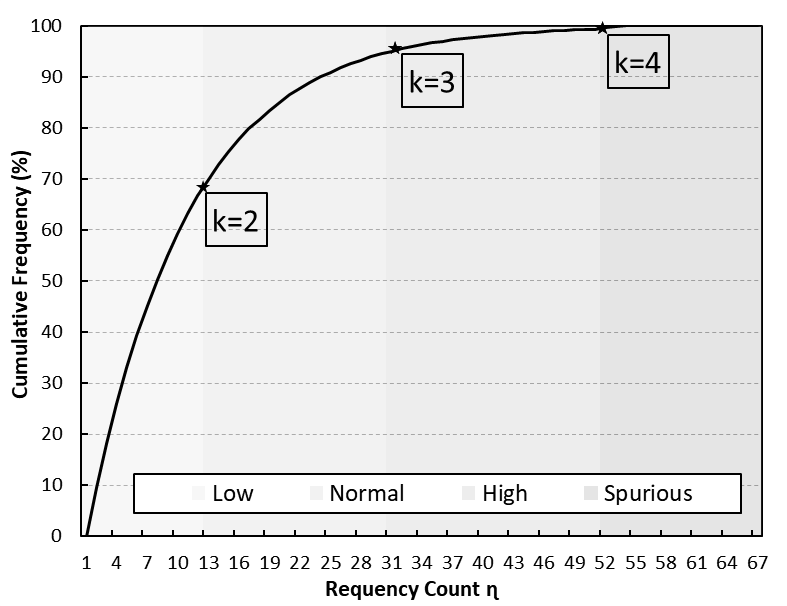 100
90
80
70
60
50
40
30
20
10
0
Cumulative Frequency (%)
k=2
k=3
k=4
Low Normal High Spurious
1 4 7 10 13 16 19 22 25 28 31 34 37 40 43 46 49 52 55 58 61 64 67
Requency Count η